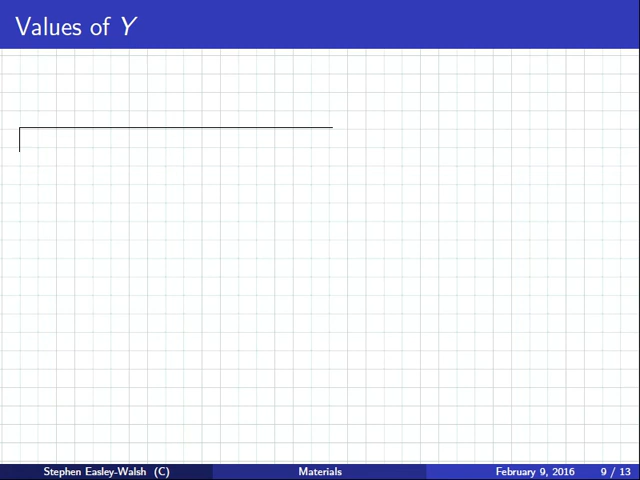 Values of Y
Stephen Easley-Walsh (C) Materials February 9, 2016 9 / 13